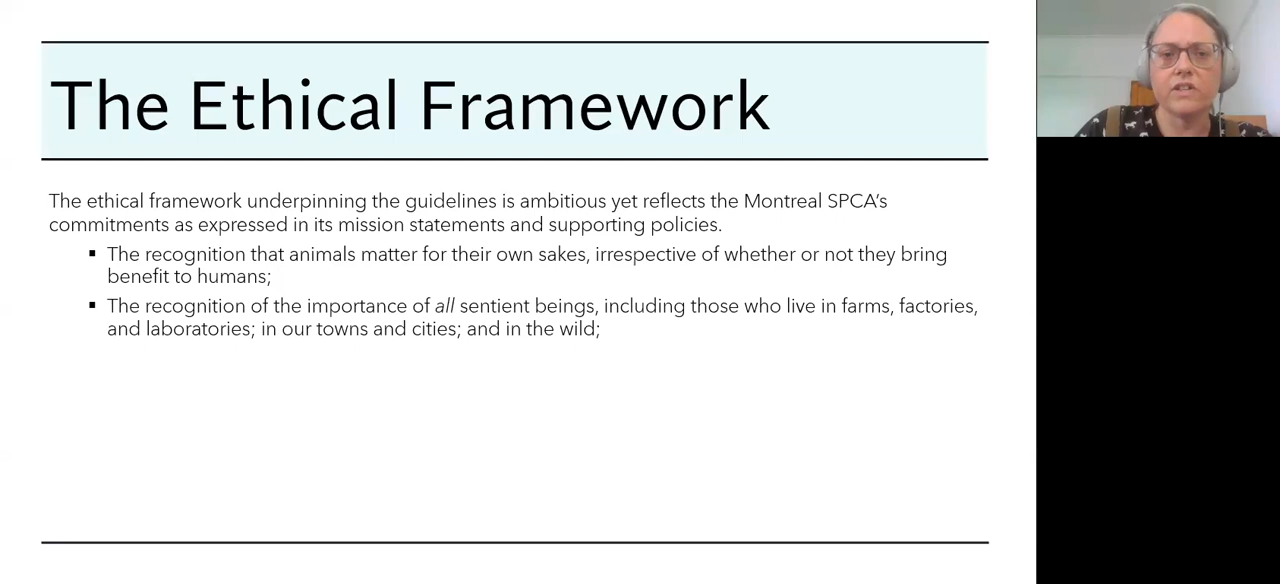 The Ethical Framework
The ethical framework underpinning the guidelines is ambitious yet reflects the Montreal SPCA's
commitments as expressed in its mission statements and supporting policies.
▪ The recognition that animals matter for their own sakes, irrespective of whether or not they bring
benefit to humans;
▪ The recognition of the importance of all sentient beings, including those who live in farms, factories,
and laboratories; in our towns and cities; and in the wild;